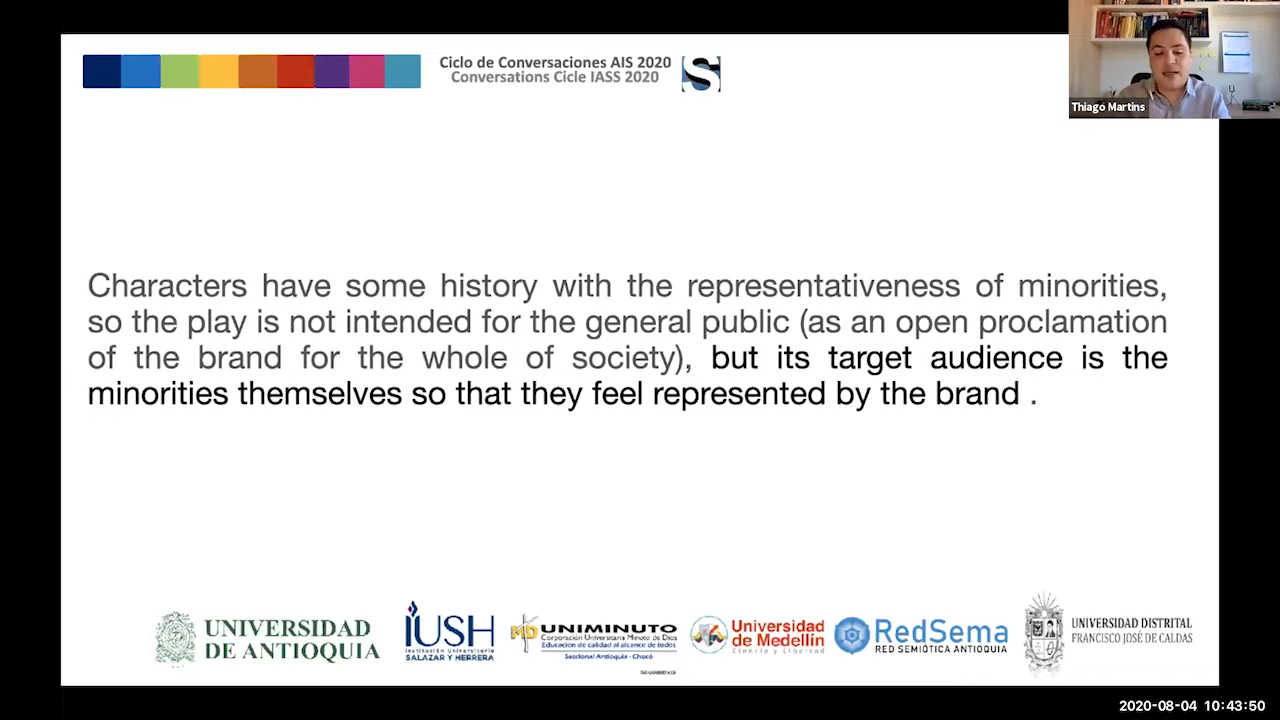 Ciclo de Conversaciones AIS 2020
Conversations Cicle IASS 2020
S
Thiago Martins
Characters have some history with the representativeness of minorities,
so the play is not intended for the general public (as an open proclamation
of the brand for the whole of society), but its target audience is the
minorities themselves so that they feel represented by the brand .
UNIVERSIDAD
DE ANTIOQUIA
IUSH
Institución Universitaria
SALAZAR Y HERRERA
MD UNIMINUTO
Corporación Universitaria Minuto de Dios
Educación de calidad al alcance de todos
Seccional Antioquia - Chocó
Universidad
de Medellín
Ciencia y Libertad
RedSema
RED SEMIÓTICA ANTIOQUIA
UNIVERSIDAD DISTRITAL
FRANCISCO JOSÉ DE CALDAS
2020-08-04 10:43:50